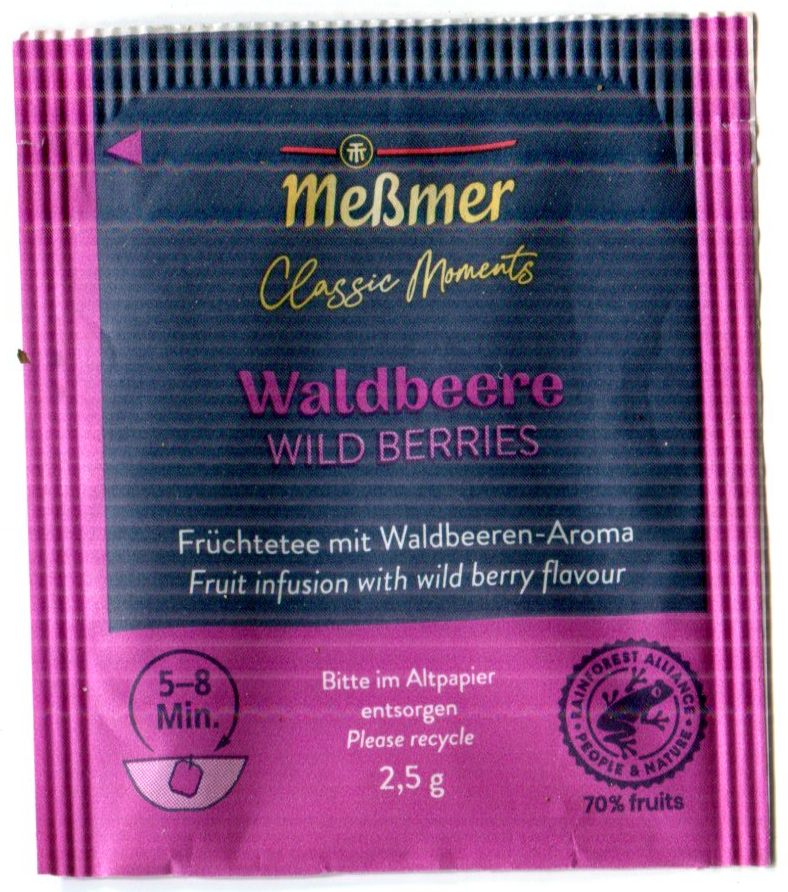 Meßmer
Classic Moments
Waldbeere
WILD BERRIES
Früchtetee mit Waldbeeren-Aroma
Fruit infusion with wild berry flavour
5–8
Min.
Bitte im Altpapier
entsorgen
Please recycle
2,5 g
RAINFOREST ALLIANCE
PEOPLE & NATURE
70% fruits